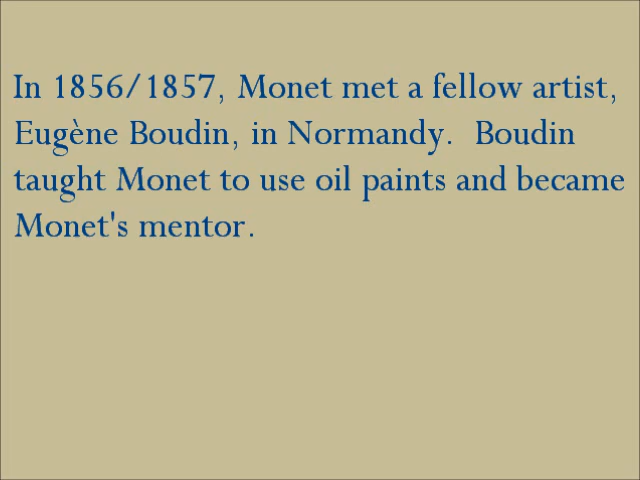 In 1856/1857, Monet met a fellow artist,
Eugène Boudin, in Normandy.  Boudin
taught Monet to use oil paints and became
Monet's mentor.